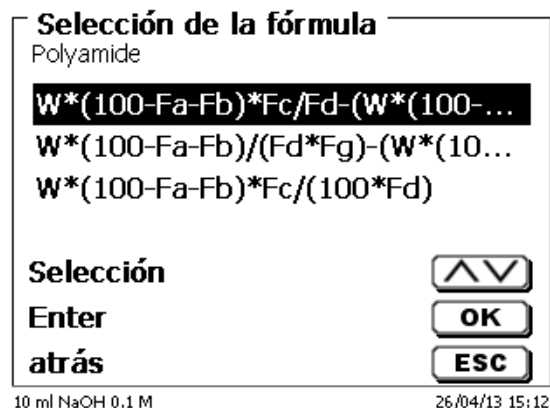 Selección de la fórmula
Polyamide
W*(100-Fa-Fb)*Fc/Fd-(W*(100-...
W*(100-Fa-Fb)/(Fd*Fg)-(W*(10...
W*(100-Fa-Fb)*Fc/(100*Fd)
Selección
Enter OK
atrás ESC
10 ml NaOH 0.1 M 26/04/13 15:12